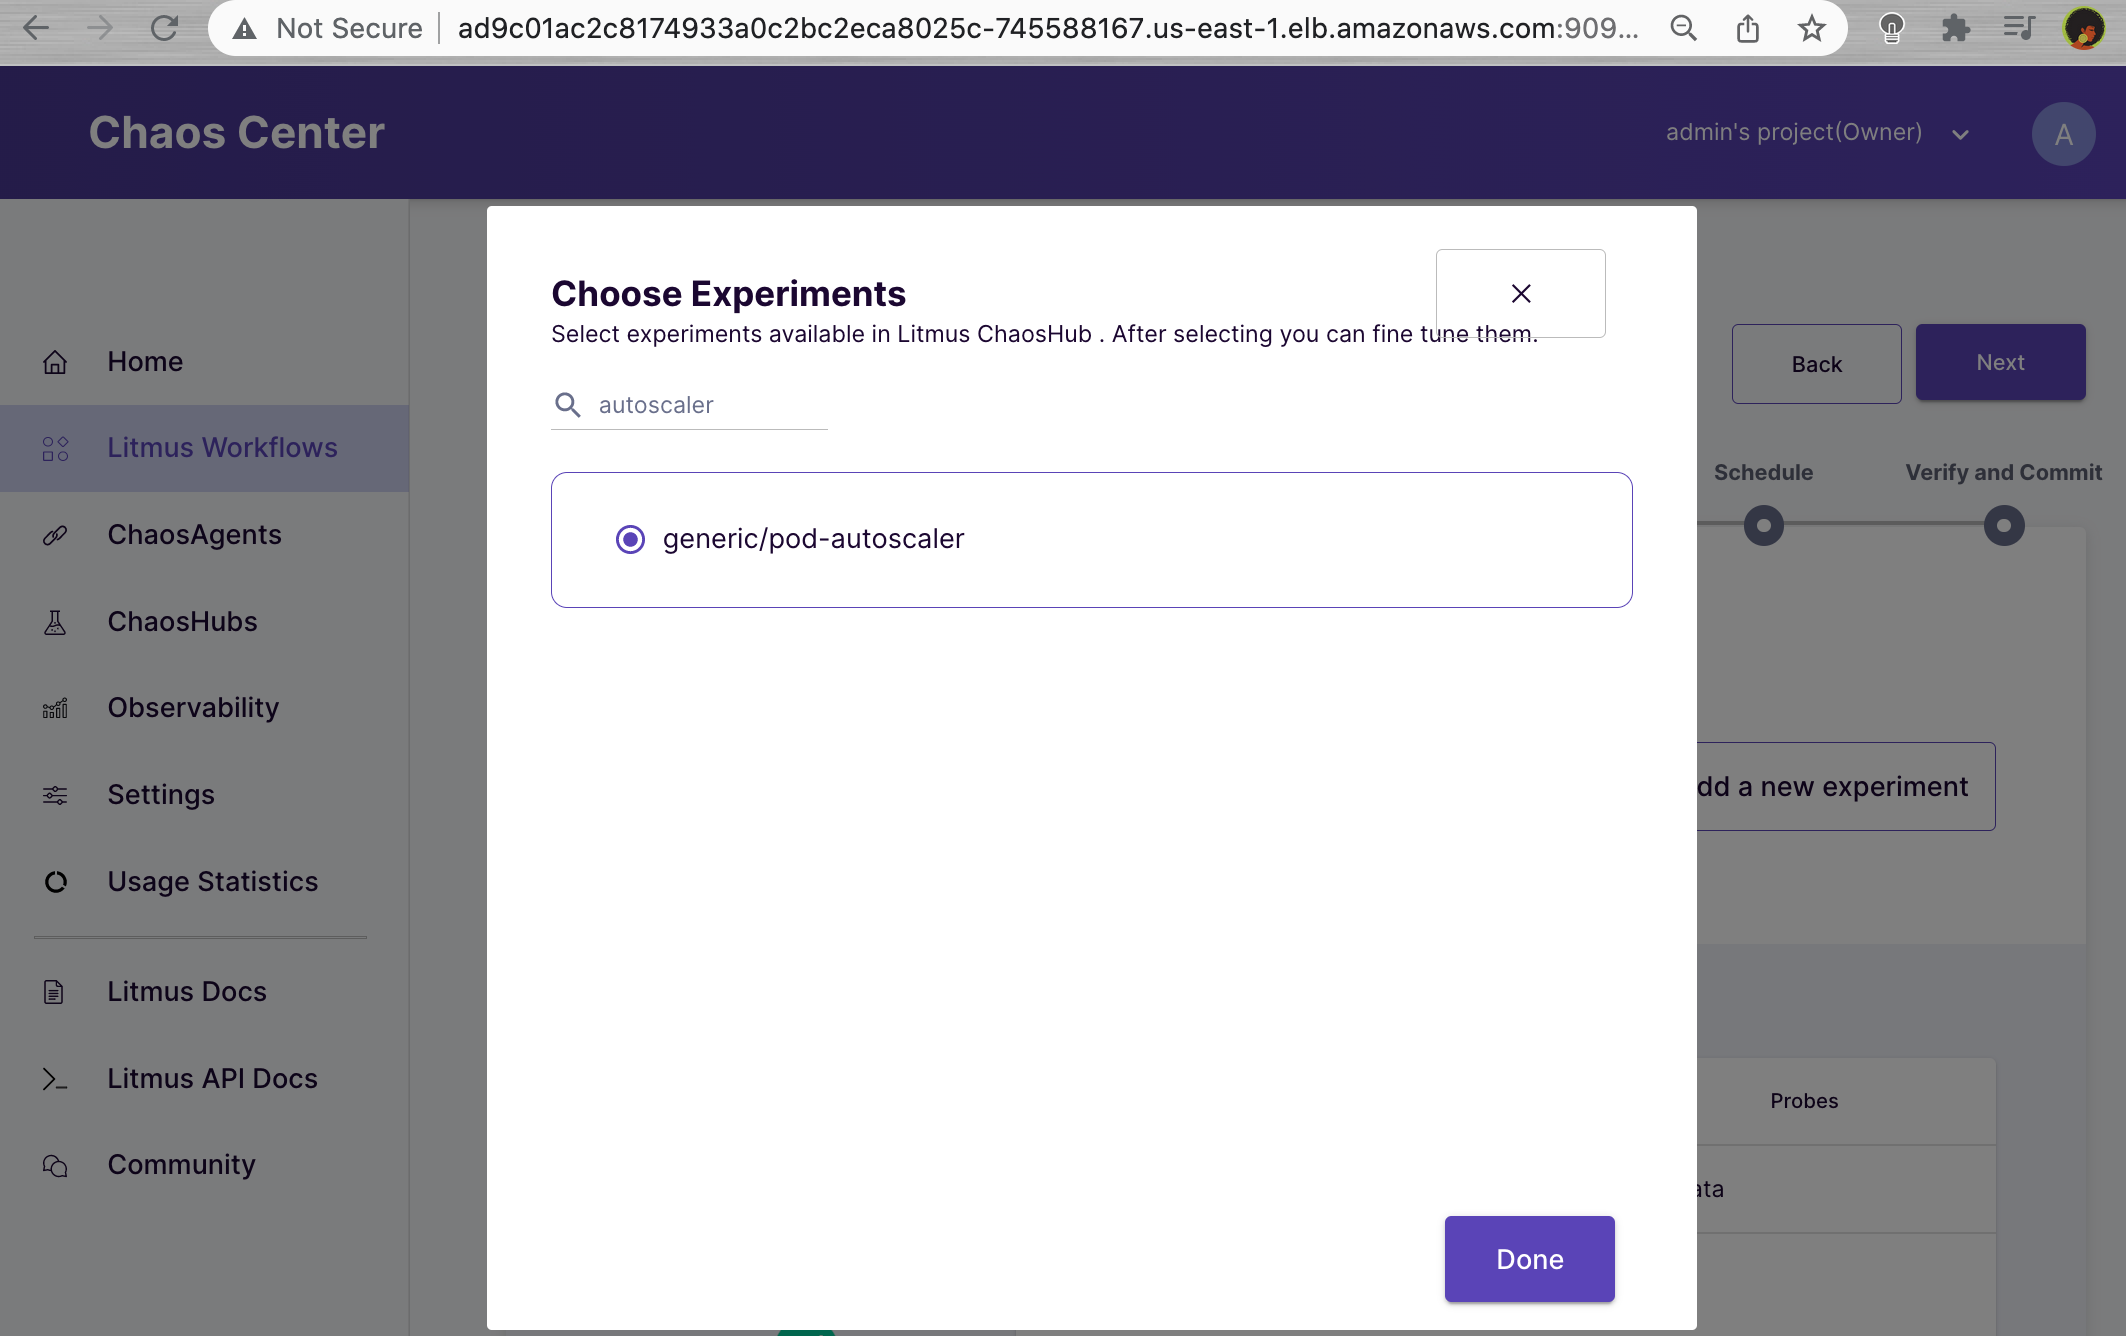 Not Secure
ad9c01ac2c8174933a0c2bc2eca8025c-745588167.us-east-1.elb.amazonaws.com:909...
Chaos Center
admin's project(Owner)
A
Choose Experiments
Select experiments available in Litmus ChaosHub . After selecting you can fine tune them.
autoscaler
generic/pod-autoscaler
Done
Home
Litmus Workflows
ChaosAgents
ChaosHubs
Observability
Settings
Usage Statistics
Litmus Docs
Litmus API Docs
Community
Back
Next
Schedule
Verify and Commit
dd a new experiment
Probes
ata